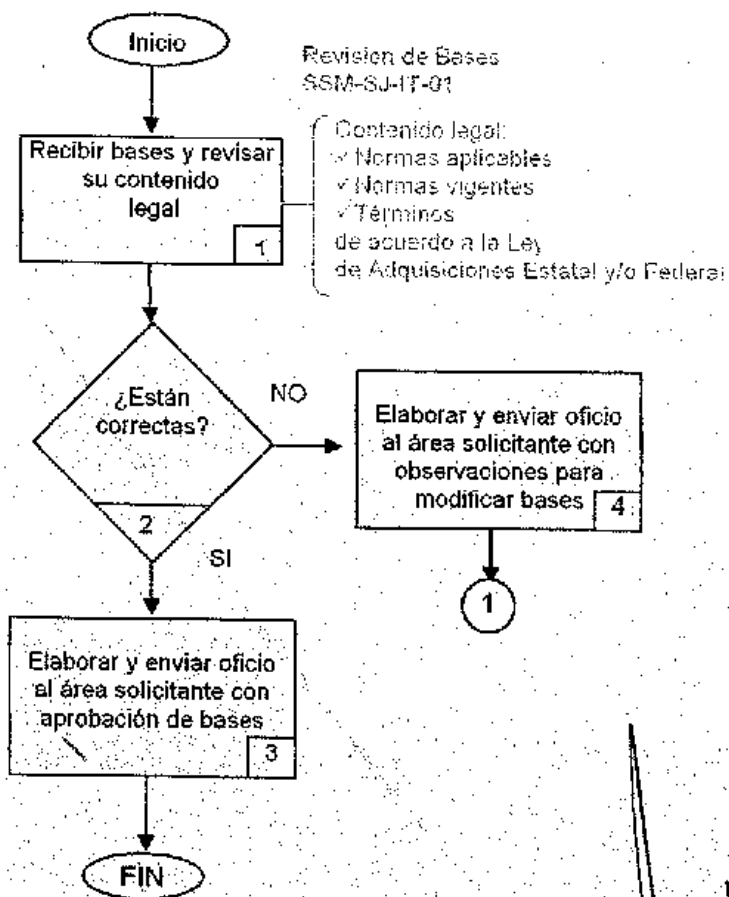 Inicio
Revision de Bases
SSM-SJ-IT-01
Recibir bases y revisar
su contenido
legal
1
Contenido legal:
✓ Normas aplicables
✓ Normas vigentes
✓ Términos
de acuerdo a la Ley
de Adquisiciones Estatal y/o Federal
¿Están
correctas?
2
NO
Elaborar y enviar oficio
al área solicitante con
observaciones para
modificar bases
4
1
SI
Elaborar y enviar oficio
al área solicitante con
aprobación de bases
3
FIN